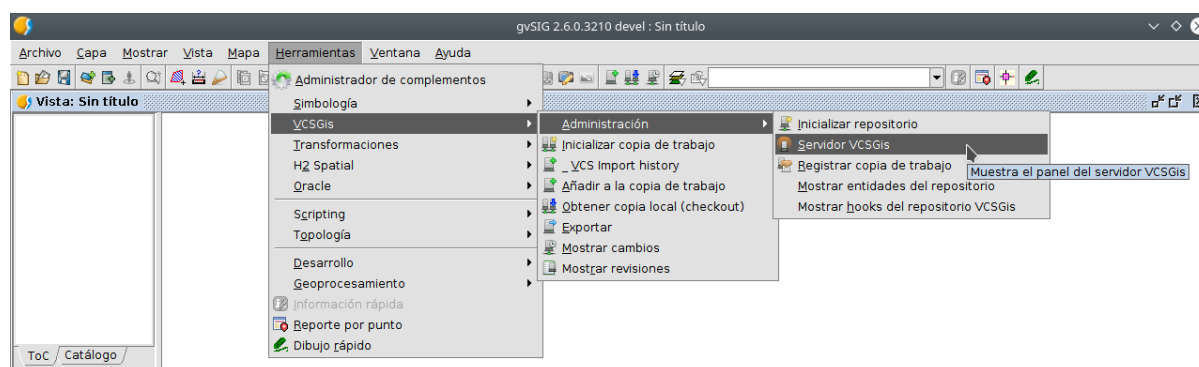 gvSIG 2.6.0.3210 devel : Sin título
Archivo Capa Mostrar Vista Mapa Herramientas Ventana Ayuda
Vista: Sin título
Administrador de complementos
Simbología
VCSGis
Transformaciones
H2 Spatial
Oracle
Scripting
Topología
Desarrollo
Geoprocesamiento
Información rápida
Reporte por punto
Dibujo rápido
Administración
Inicializar copia de trabajo
_ VCS Import history
Añadir a la copia de trabajo
Obtener copia local (checkout)
Exportar
Mostrar cambios
Mostrar revisiones
Inicializar repositorio
Servidor VCSGis
Registrar copia de trabajo
Mostrar entidades del repositorio
Mostrar hooks del repositorio VCSGis
Muestra el panel del servidor VCSGis
ToC Catálogo